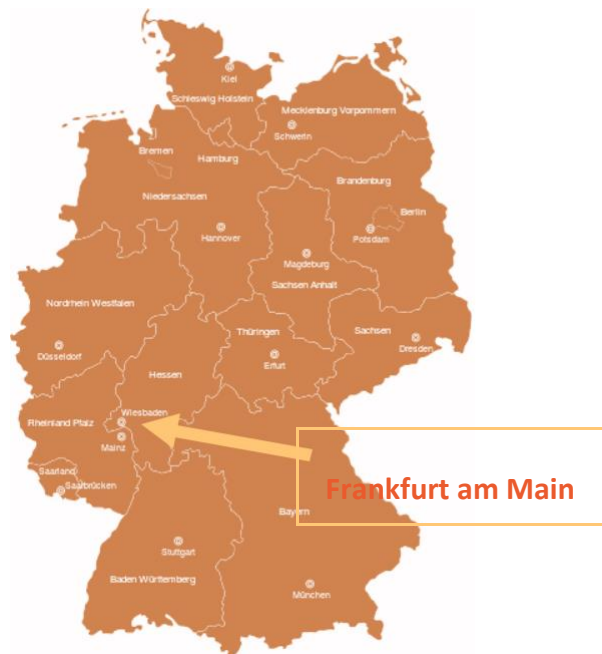 Kiel
Schleswig Holstein
Mecklenburg Vorpommern
Schwerin
Bremen
Hamburg
Brandenburg
Niedersachsen
Berlin
Hannover
Potsdam
Magdeburg
Sachsen Anhalt
Nordrhein Westfalen
Thüringen
Sachsen
Düsseldorf
Erfurt
Dresden
Hessen
Wiesbaden
Rheinland Pfalz
Mainz
Saarland
Saarbrücken
Frankfurt am Main
Bayern
Stuttgart
Baden Württemberg
München